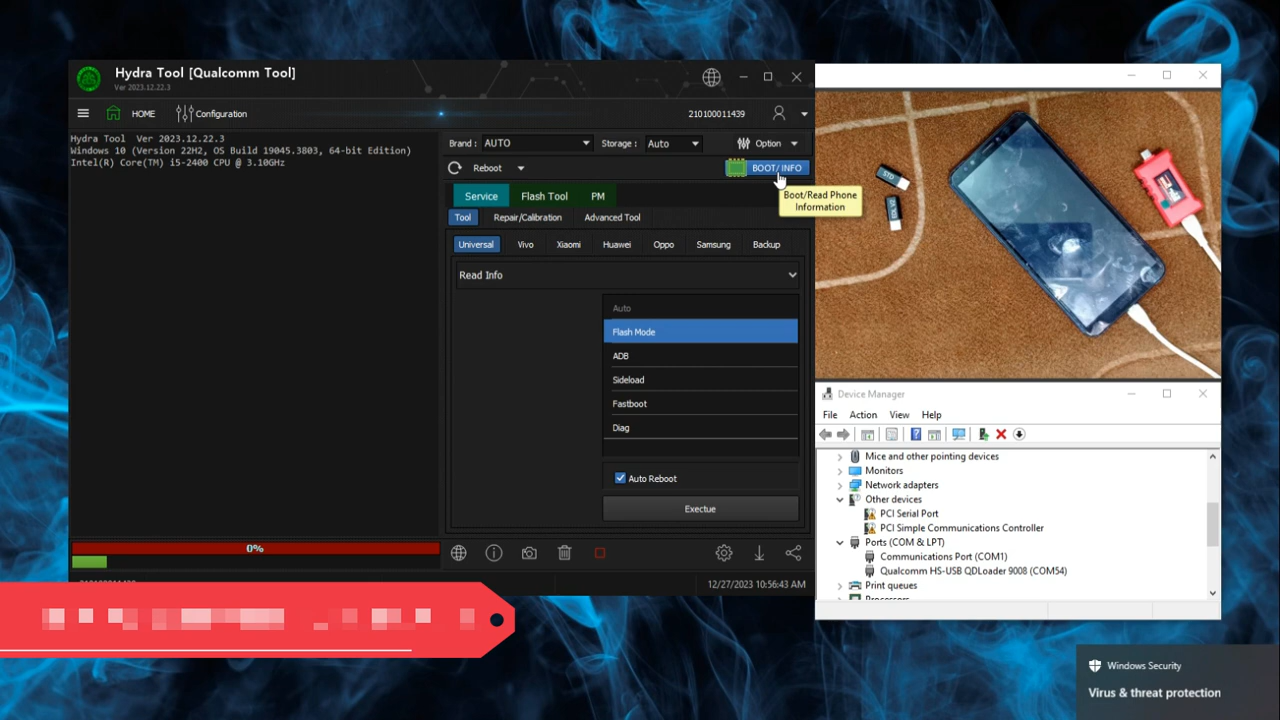 Hydra Tool [Qualcomm Tool]
Ver 2023.12.22.3
HOME
Configuration
210100011439
Hydra Tool Ver 2023.12.22.3
Windows 10 (Version 22H2, OS Build 19045.3803, 64-bit Edition)
Intel(R) Core(TM) i5-2400 CPU @ 3.10GHz
Brand : AUTO Storage : Auto Option
Reboot BOOT/ INFO
Boot/Read Phone
Information
Service Flash Tool PM
Tool Repair/Calibration Advanced Tool
Universal Vivo Xiaomi Huawei Oppo Samsung Backup
Read Info
Auto
Flash Mode
ADB
Sideload
Fastboot
Diag
Auto Reboot
Exectue
0%
12/27/2023 10:56:43 AM
STD
Device Manager
File Action View Help
Mice and other pointing devices
Monitors
Network adapters
Other devices
PCI Serial Port
PCI Simple Communications Controller
Ports (COM & LPT)
Communications Port (COM1)
Qualcomm HS-USB QDLoader 9008 (COM54)
Print queues
Processors
Windows Security
Virus & threat protection